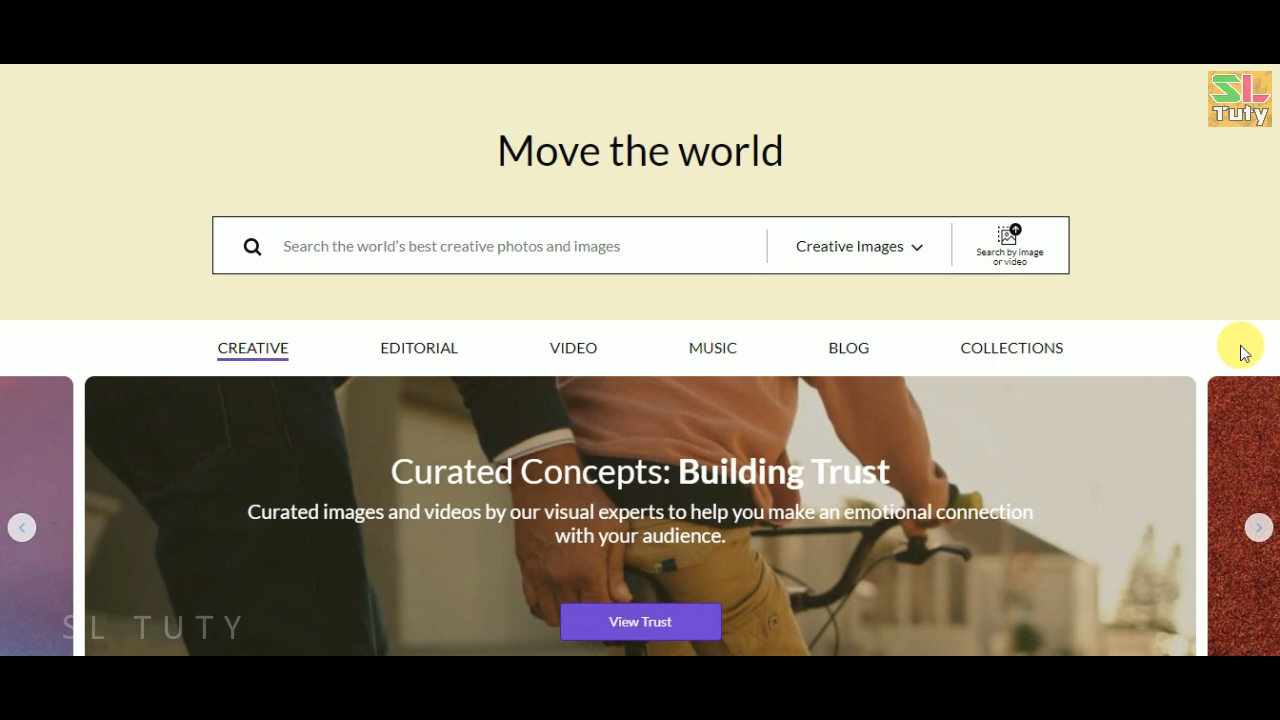 SL
Tuty
Move the world
Search the world's best creative photos and images
Creative Images
Search by image
or video
CREATIVE
EDITORIAL
VIDEO
MUSIC
BLOG
COLLECTIONS
Curated Concepts: Building Trust
Curated images and videos by our visual experts to help you make an emotional connection
with your audience.
View Trust
SL TUTY